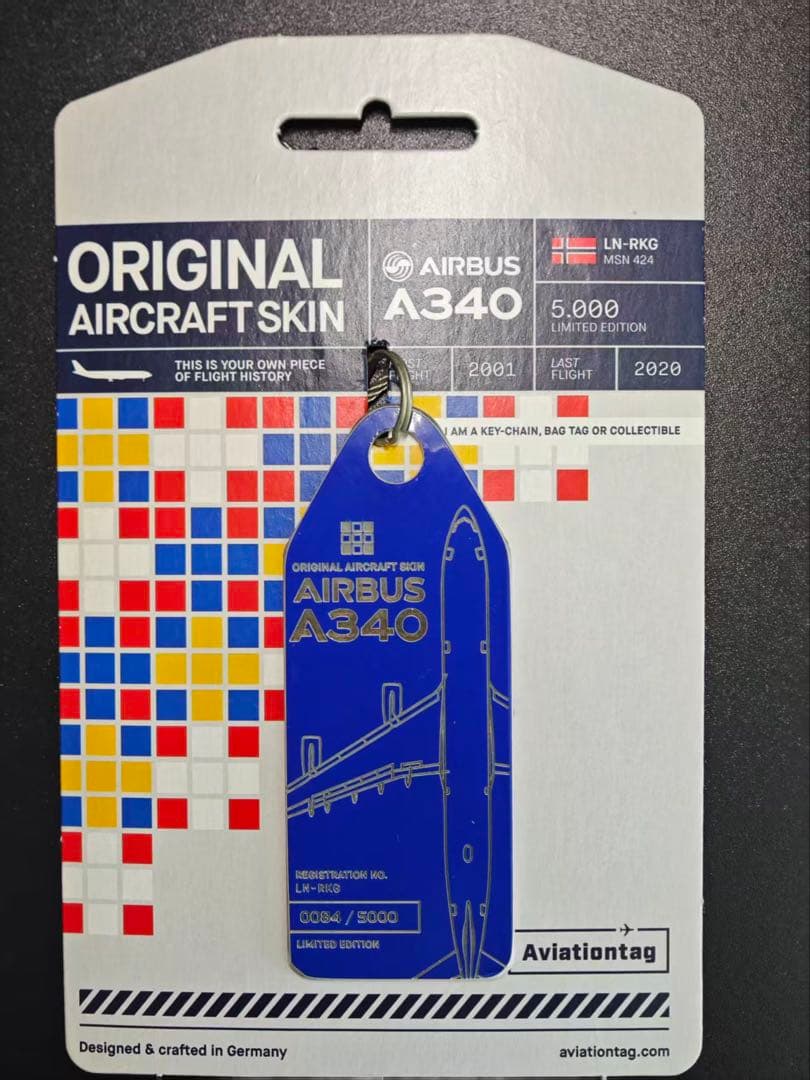 ORIGINAL
AIRCRAFT SKIN
THIS IS YOUR OWN PIECE
OF FLIGHT HISTORY
AIRBUS
A340
LN-RKG
MSN 424
5.000
LIMITED EDITION
FLIGHT
2001
LAST
FLIGHT
2020
I AM A KEY-CHAIN, BAG TAG OR COLLECTIBLE
ORIGINAL AIRCRAFT SKIN
AIRBUS
A340
REGISTRATION NO.
LN-RKG
0084 / 5000
LIMITED EDITION
Aviationtag
Designed & crafted in Germany
aviationtag.com